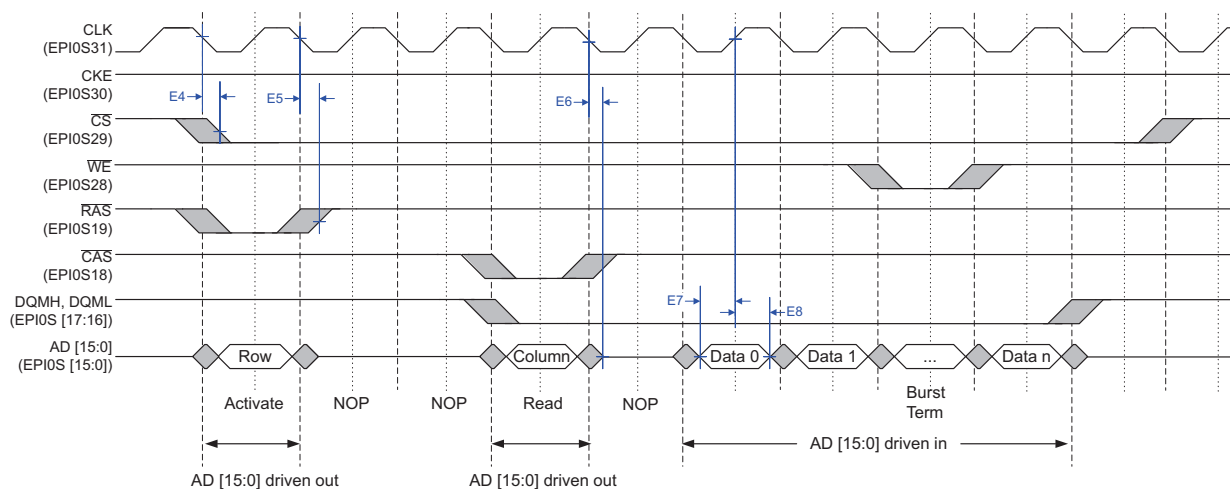 CLK
(EPI0S31)
CKE
(EPI0S30)
E4
E5
E6
CS
(EPI0S29)
WE
(EPI0S28)
RAS
(EPI0S19)
CAS
(EPI0S18)
DQMH, DQML
(EPI0S [17:16])
E7
E8
AD [15:0]
(EPI0S [15:0])
Row
Column
Data 0
Data 1
...
Data n
Activate
NOP
NOP
Read
NOP
Burst
Term
AD [15:0] driven in
AD [15:0] driven out
AD [15:0] driven out